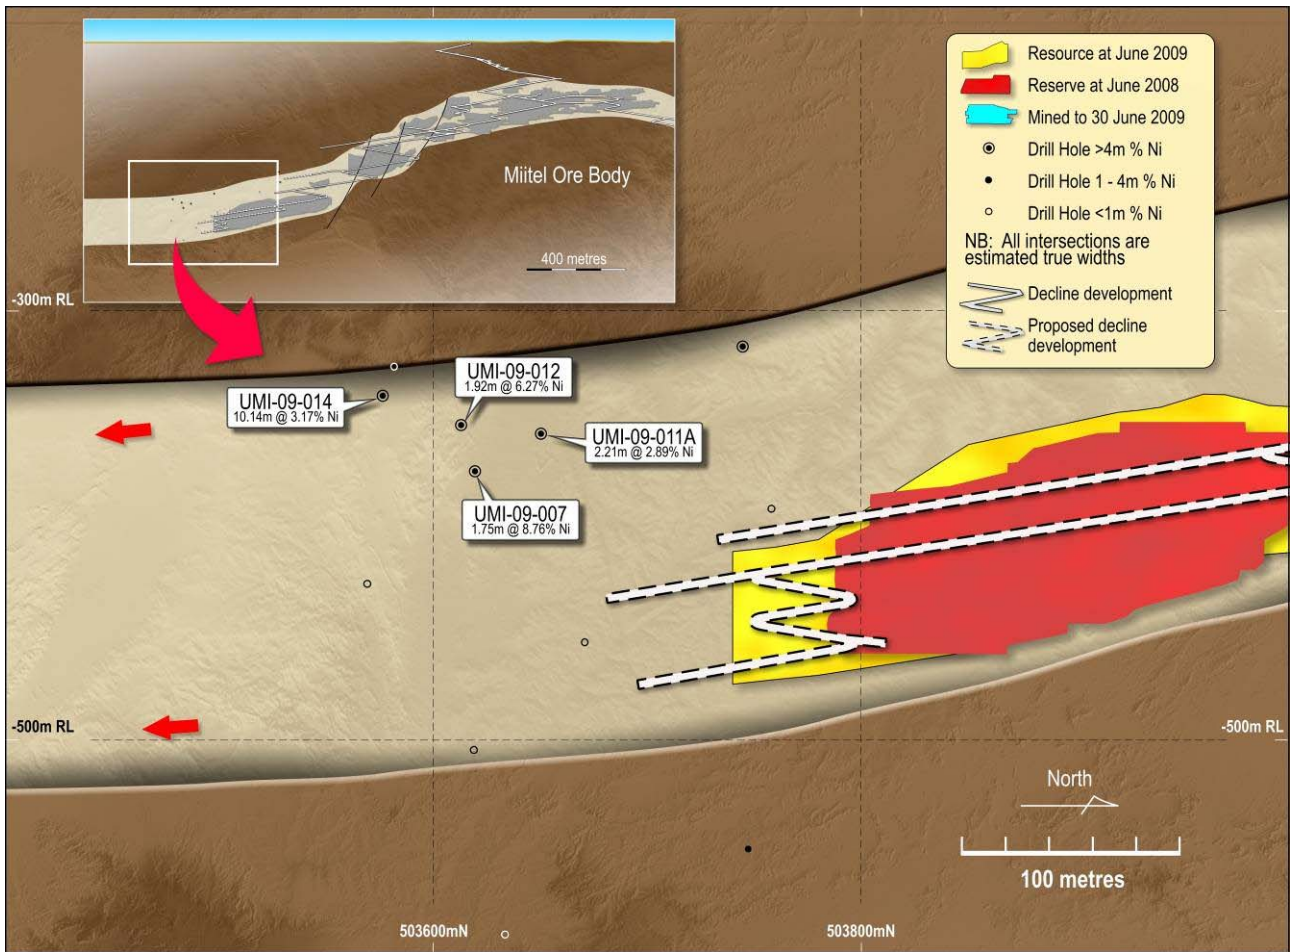 Miitel Ore Body
400 metres
Resource at June 2009
Reserve at June 2008
Mined to 30 June 2009
Drill Hole >4m % Ni
Drill Hole 1 - 4m % Ni
Drill Hole <1m % Ni
NB: All intersections are
estimated true widths
Decline development
Proposed decline
development
-300m RL
UMI-09-014
10.14m @ 3.17% Ni
UMI-09-012
1.92m @ 6.27% Ni
UMI-09-011A
2.21m @ 2.89% Ni
UMI-09-007
1.75m @ 8.76% Ni
-500m RL
-500m RL
North
100 metres
503600mN
503800mN